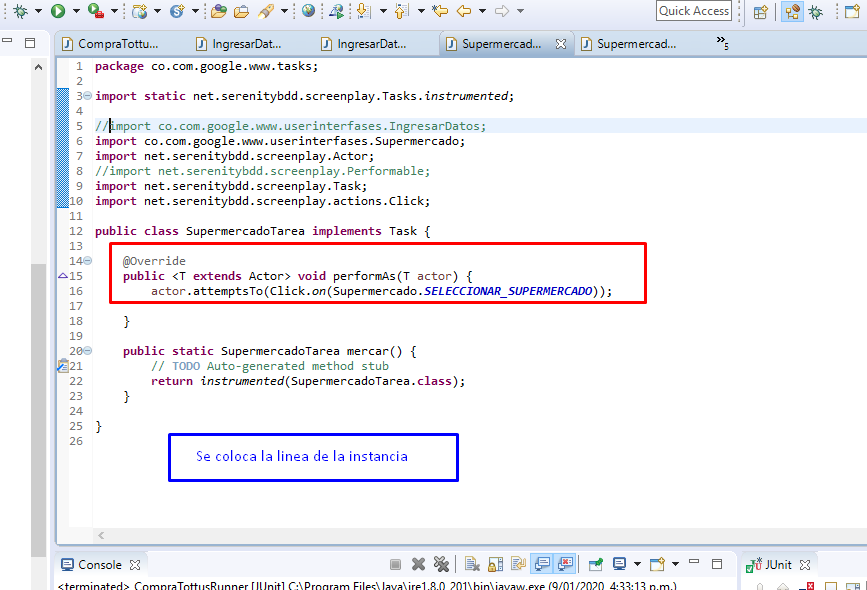 Quick Access
CompraTottu...
IngresarDat...
IngresarDat...
Supermercad...
Supermercad...
»5
1 package co.com.google.www.tasks;
2
3 import static net.serenitybdd.screenplay.Tasks.instrumented;
4
5 //import co.com.google.www.userinterfases.IngresarDatos;
6 import co.com.google.www.userinterfases.Supermercado;
7 import net.serenitybdd.screenplay.Actor;
8 //import net.serenitybdd.screenplay.Performable;
9 import net.serenitybdd.screenplay.Task;
10 import net.serenitybdd.screenplay.actions.Click;
11
12 public class SupermercadoTarea implements Task {
13
14 @Override
15 public <T extends Actor> void performAs(T actor) {
16 actor.attemptsTo(Click.on(Supermercado.SELECCIONAR_SUPERMERCADO));
17
18 }
19
20 public static SupermercadoTarea mercar() {
21 // TODO Auto-generated method stub
22 return instrumented(SupermercadoTarea.class);
23 }
24
25 }
26
Se coloca la linea de la instancia
Console
JUnit
<terminated> CompraTottusRunner [JUnit] C:\Program Files\Java\jre1.8.0_201\bin\javaw.exe (9/01/2020, 4:33:13 p.m.)